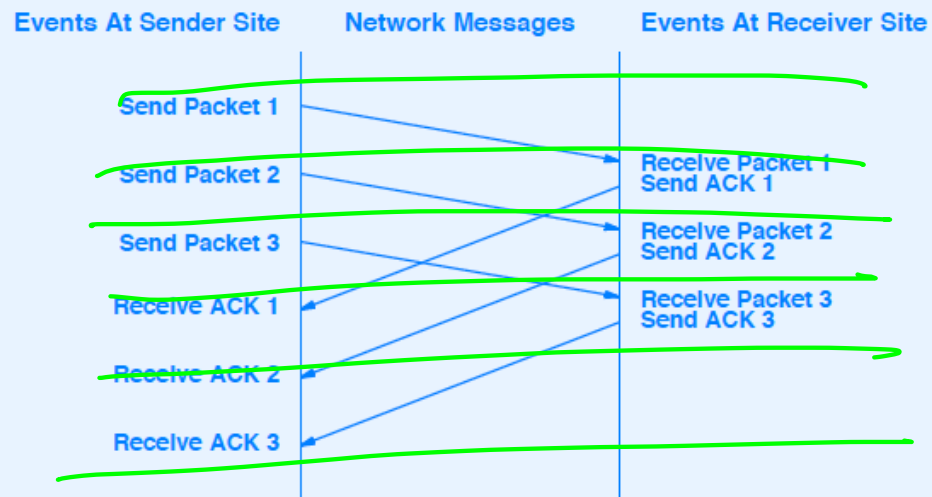 Events At Sender Site
Network Messages
Events At Receiver Site
Send Packet 1
Receive Packet 1
Send Packet 2
Send ACK 1
Receive Packet 2
Send Packet 3
Send ACK 2
Receive Packet 3
Receive ACK 1
Send ACK 3
Receive ACK 2
Receive ACK 3